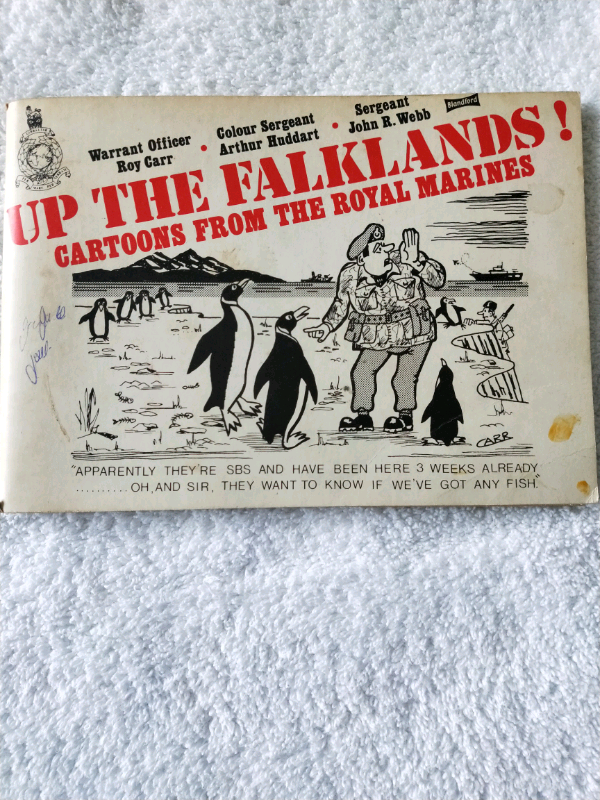 Warrant Officer
Roy Carr
•
Colour Sergeant
Arthur Huddart
•
Sergeant
John R. Webb
Blandford
UP THE FALKLANDS!
CARTOONS FROM THE ROYAL MARINES
CARR
"APPARENTLY THEY'RE SBS AND HAVE BEEN HERE 3 WEEKS ALREADY
..........OH, AND SIR, THEY WANT TO KNOW IF WE'VE GOT ANY FISH."